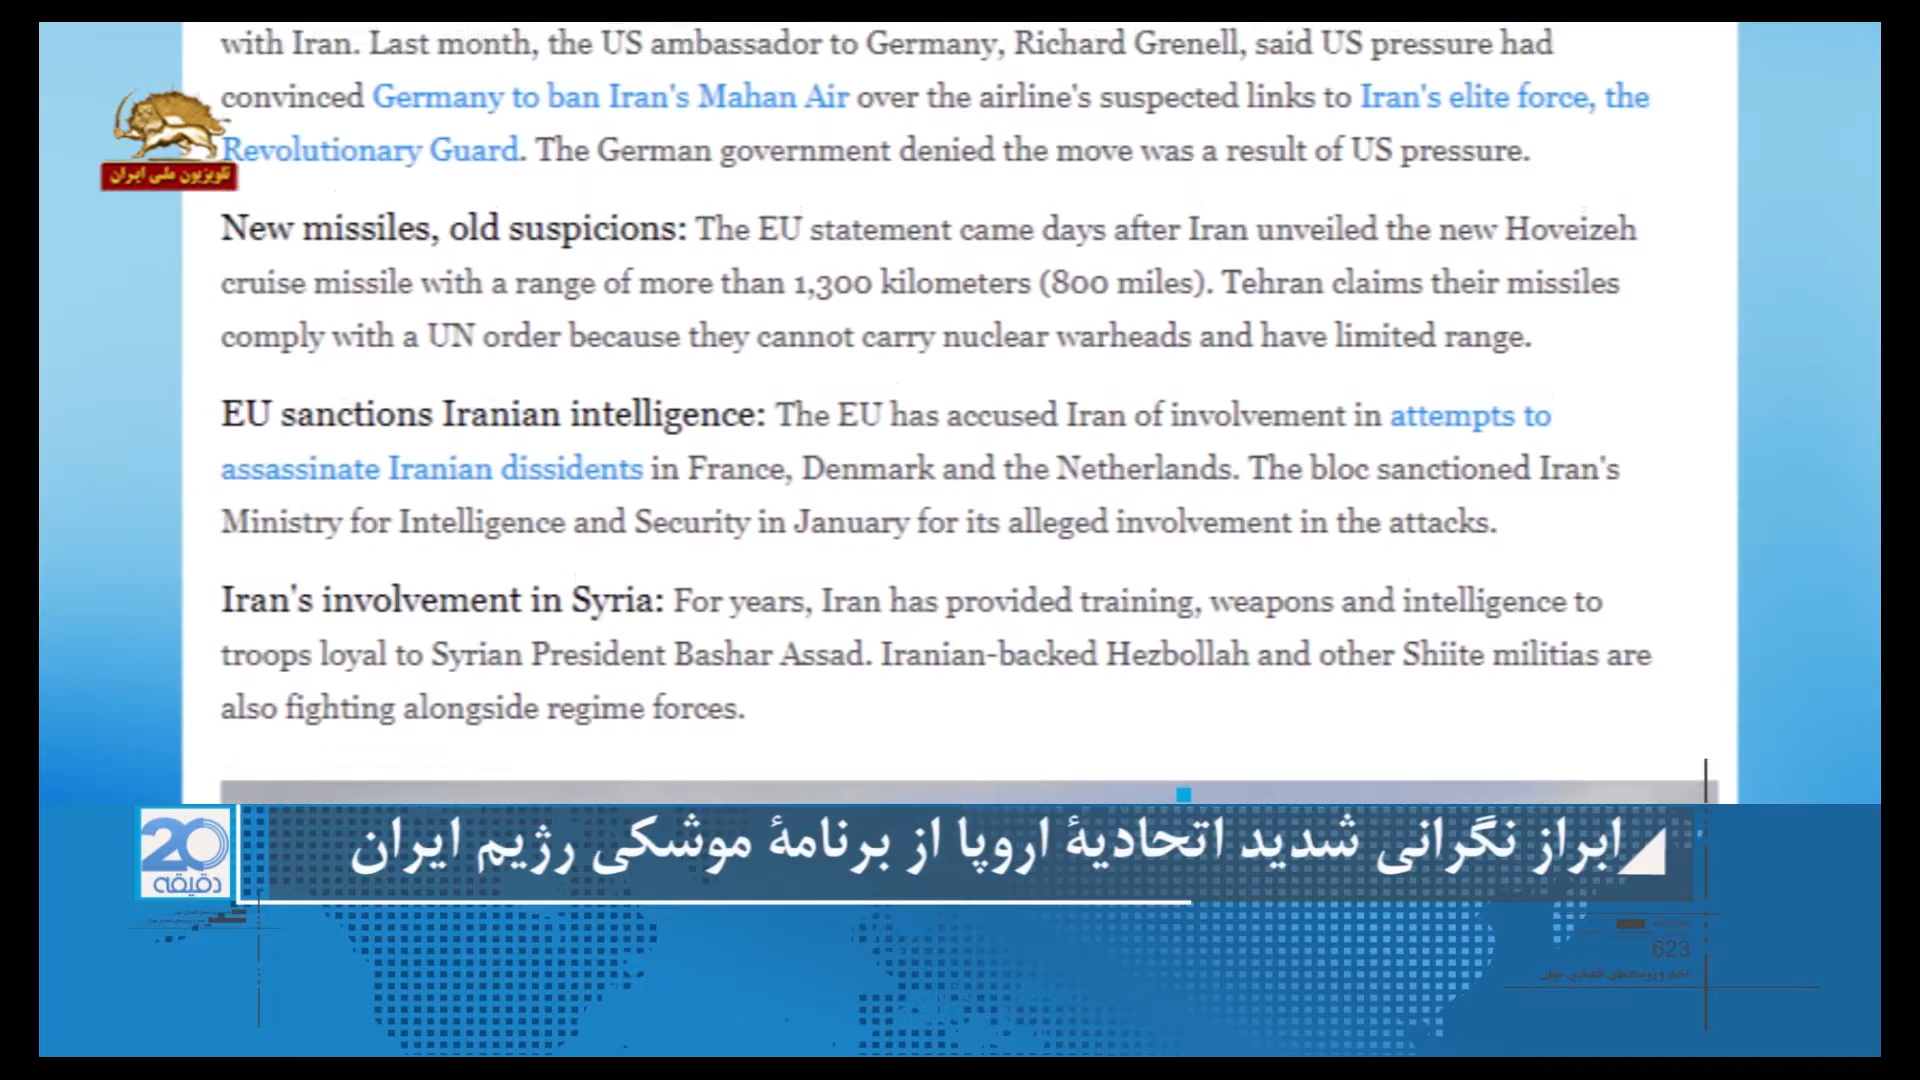 with Iran. Last month, the US ambassador to Germany, Richard Grenell, said US pressure had
convinced Germany to ban Iran's Mahan Air over the airline's suspected links to Iran's elite force, the
Revolutionary Guard. The German government denied the move was a result of US pressure.
تلویزیون ملی ایران
New missiles, old suspicions: The EU statement came days after Iran unveiled the new Hoveizeh
cruise missile with a range of more than 1,300 kilometers (800 miles). Tehran claims their missiles
comply with a UN order because they cannot carry nuclear warheads and have limited range.
EU sanctions Iranian intelligence: The EU has accused Iran of involvement in attempts to
assassinate Iranian dissidents in France, Denmark and the Netherlands. The bloc sanctioned Iran's
Ministry for Intelligence and Security in January for its alleged involvement in the attacks.
Iran's involvement in Syria: For years, Iran has provided training, weapons and intelligence to
troops loyal to Syrian President Bashar Assad. Iranian-backed Hezbollah and other Shiite militias are
also fighting alongside regime forces.
ابراز نگرانی شدید اتحادیهٔ اروپا از برنامهٔ موشکی رژیم ایران
20
دقیقه
623